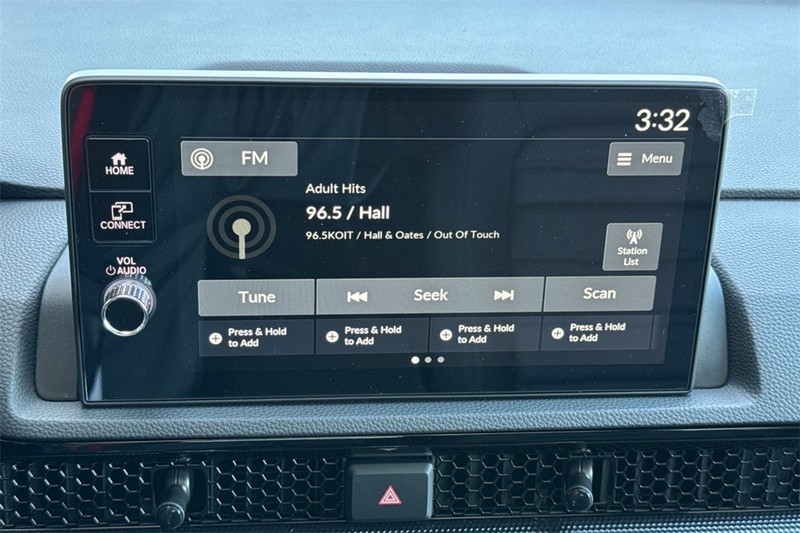 3:32
HOME
FM
Menu
Adult Hits
96.5 / Hall
96.5KOIT / Hall & Oates / Out Of Touch
CONNECT
Station
List
VOL
AUDIO
Tune
Seek
Scan
Press & Hold
to Add
Press & Hold
to Add
Press & Hold
to Add
Press & Hold
to Add